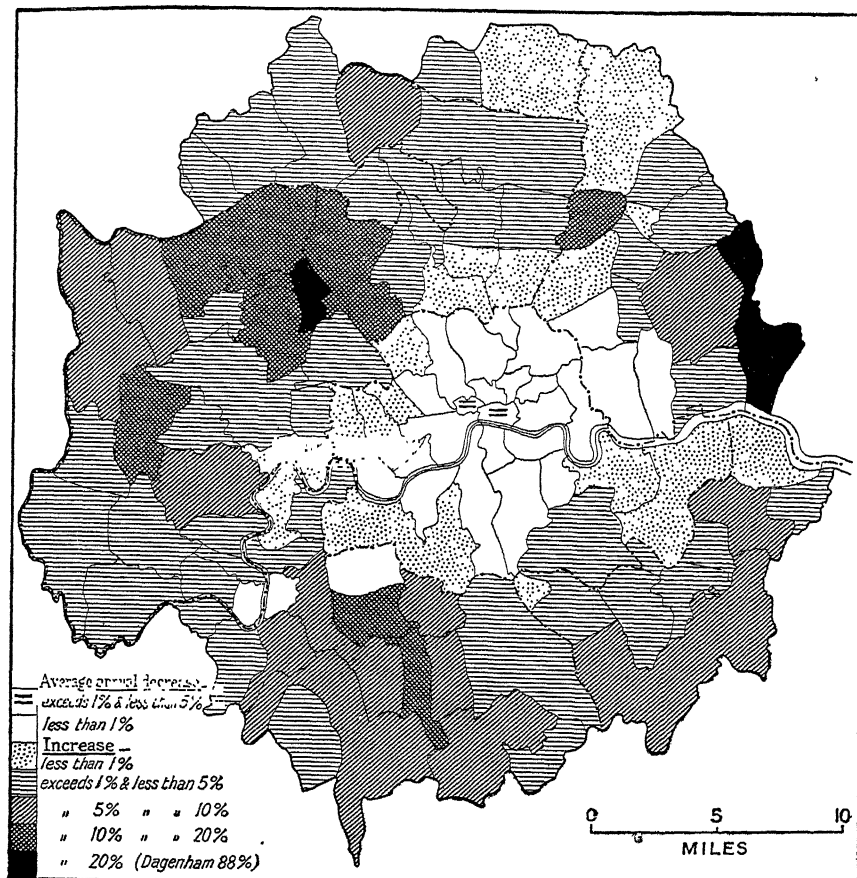 Average annual decrease_
exceeds 1% & less than 5%
less than 1%
Increase _
less than 1%
exceeds 1% & less than 5%
" 5% " " 10%
" 10% " " 20%
" 20% (Dagenham 88%)
0 5 10
MILES